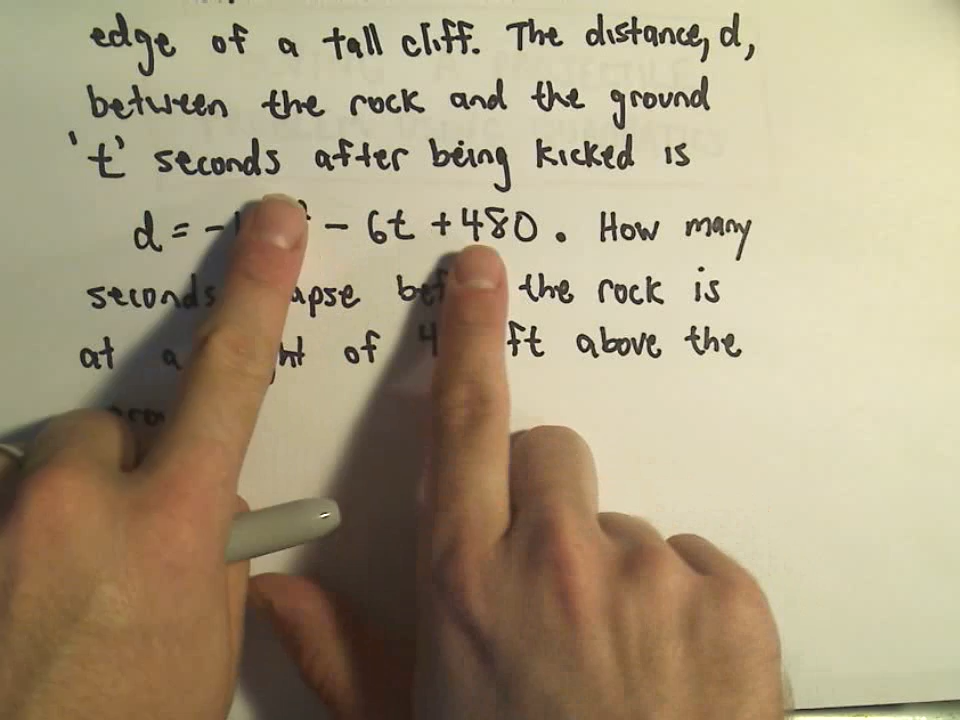 edge of a tall cliff. The distance, d,
between the rock and the ground
't' seconds after being kicked is
d = - - 6t + 480 . How many
seconds the rock is
at a of ft above the